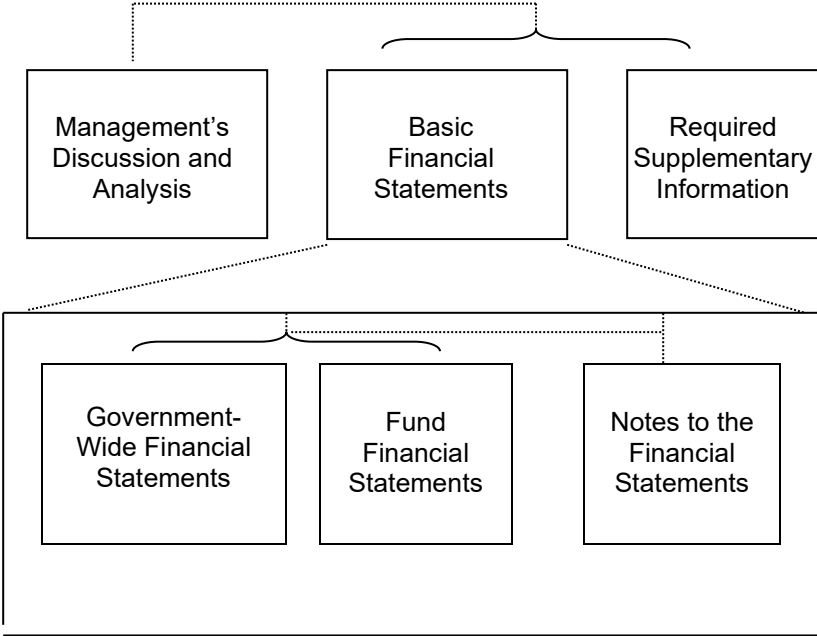 Management’s
Discussion and
Analysis
Basic
Financial
Statements
Required
Supplementary
Information
Government-
Wide Financial
Statements
Fund
Financial
Statements
Notes to the
Financial
Statements